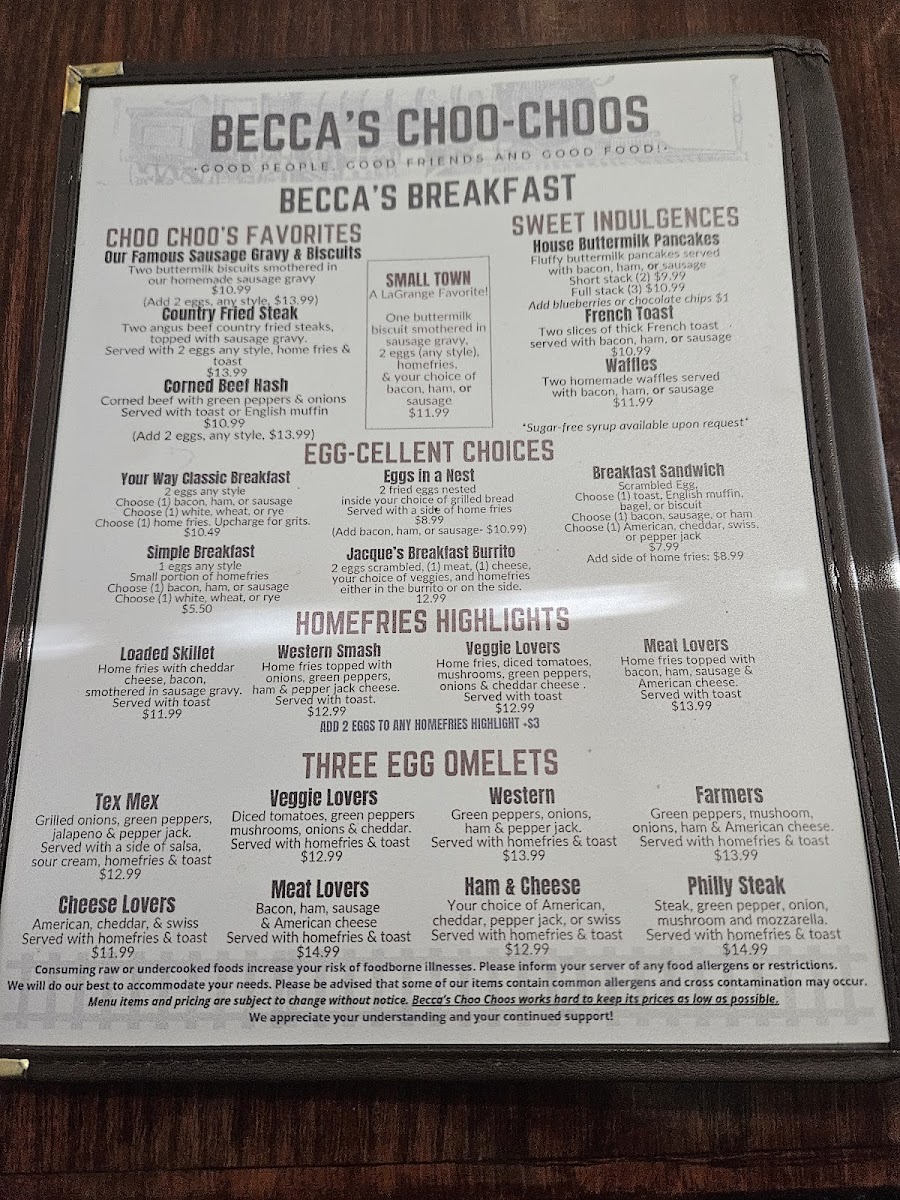 BECCA'S CHOO-CHOOS
·GOOD PEOPLE, GOOD FRIENDS AND GOOD FOOD!·
BECCA'S BREAKFAST
CHOO CHOO'S FAVORITES
Our Famous Sausage Gravy & Biscuits
Two buttermilk biscuits smothered in
our homemade sausage gravy
$10.99
(Add 2 eggs, any style, $13.99)
Country Fried Steak
Two angus beef country fried steaks,
topped with sausage gravy.
Served with 2 eggs any style, home fries &
toast
$13.99
Corned Beef Hash
Corned beef with green peppers & onions
Served with toast or English muffin
$10.99
(Add 2 eggs, any style, $13.99)
SMALL TOWN
A LaGrange Favorite!
One buttermilk
biscuit smothered in
sausage gravy,
2 eggs (any style),
homefries,
& your choice of
bacon, ham, or
sausage
$11.99
SWEET INDULGENCES
House Buttermilk Pancakes
Fluffy buttermilk pancakes served
with bacon, ham, or sausage
Short stack (2) $9.99
Full stack (3) $10.99
Add blueberries or chocolate chips $1
French Toast
Two slices of thick French toast
served with bacon, ham, or sausage
$10.99
Waffles
Two homemade waffles served
with bacon, ham, or sausage
$11.99
*Sugar-free syrup available upon request*
EGG-CELLENT CHOICES
Your Way Classic Breakfast
2 eggs any style
Choose (1) bacon, ham, or sausage
Choose (1) white, wheat, or rye
Choose (1) home fries. Upcharge for grits.
$10.49
Simple Breakfast
1 eggs any style
Small portion of homefries
Choose (1) bacon, ham, or sausage
Choose (1) white, wheat, or rye
$5.50
Eggs in a Nest
2 fried eggs nested
inside your choice of grilled bread
Served with a side of home fries
$8.99
(Add bacon, ham, or sausage- $10.99)
Jacque's Breakfast Burrito
2 eggs scrambled, (1) meat, (1) cheese,
your choice of veggies, and homefries
either in the burrito or on the side.
12.99
Breakfast Sandwich
Scrambled Egg,
Choose (1) toast, English muffin,
bagel, or biscuit
Choose (1) bacon, sausage, or ham
Choose (1) American, cheddar, swiss,
or pepper jack
$7.99
Add side of home fries: $8.99
HOMEFRIES HIGHLIGHTS
Loaded Skillet
Home fries with cheddar
cheese, bacon,
smothered in sausage gravy.
Served with toast
$11.99
Western Smash
Home fries topped with
onions, green peppers,
ham & pepper jack cheese.
Served with toast.
$12.99
Veggie Lovers
Home fries, diced tomatoes,
mushrooms, green peppers,
onions & cheddar cheese .
Served with toast
$12.99
Meat Lovers
Home fries topped with
bacon, ham, sausage &
American cheese.
Served with toast
$13.99
ADD 2 EGGS TO ANY HOMEFRIES HIGHLIGHT +$3
THREE EGG OMELETS
Tex Mex
Grilled onions, green peppers,
jalapeno & pepper jack.
Served with a side of salsa,
sour cream, homefries & toast
$12.99
Veggie Lovers
Diced tomatoes, green peppers
mushrooms, onions & cheddar.
Served with homefries & toast
$12.99
Western
Green peppers, onions,
ham & pepper jack.
Served with homefries & toast
$13.99
Farmers
Green peppers, mushoom,
onions, ham & American cheese.
Served with homefries & toast
$13.99
Cheese Lovers
American, cheddar, & swiss
Served with homefries & toast
$11.99
Meat Lovers
Bacon, ham, sausage
& American cheese
Served with homefries & toast
$14.99
Ham & Cheese
Your choice of American,
cheddar, pepper jack, or swiss
Served with homefries & toast
$12.99
Philly Steak
Steak, green pepper, onion,
mushroom and mozzarella.
Served with homefries & toast
$14.99
Consuming raw or undercooked foods increase your risk of foodborne illnesses. Please inform your server of any food allergens or restrictions.
We will do our best to accommodate your needs. Please be advised that some of our items contain common allergens and cross contamination may occur.
Menu items and pricing are subject to change without notice. Becca's Choo Choos works hard to keep its prices as low as possible.
We appreciate your understanding and your continued support!